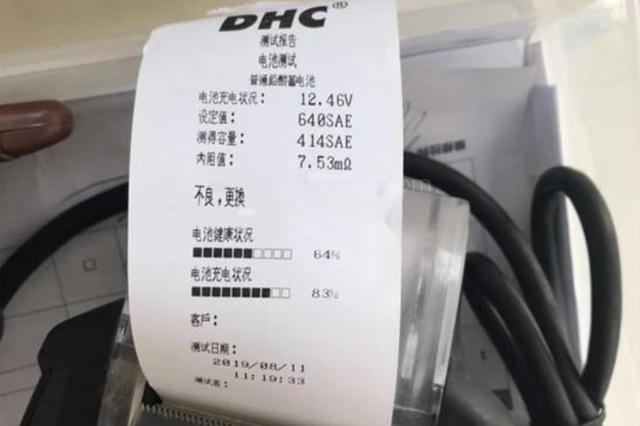 DHC®
测试报告
电池测试
普通鉛酸蓄电池
电池充电状况： 12.46V
设定值： 640SAE
测得容量： 414SAE
内阻值： 7.53mΩ
不良，更换
电池健康状况
64%
电池充电状况
83%
客戶：
测试日期：
2019/08/11
11:19:33
测试者：